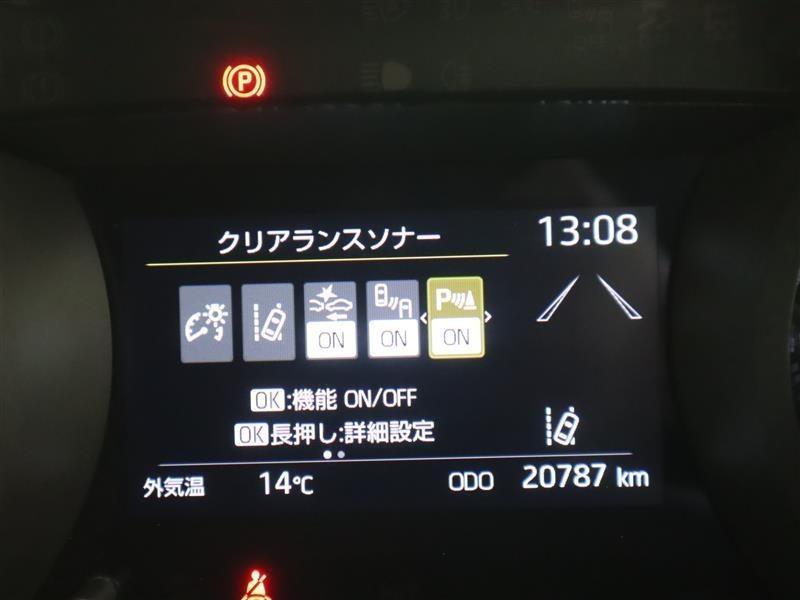 P
クリアランスソナー
13:08
P
ON
ON
ON
OK:機能 ON/OFF
OK長押し:詳細設定
外気温 14℃ ODO 20787 km